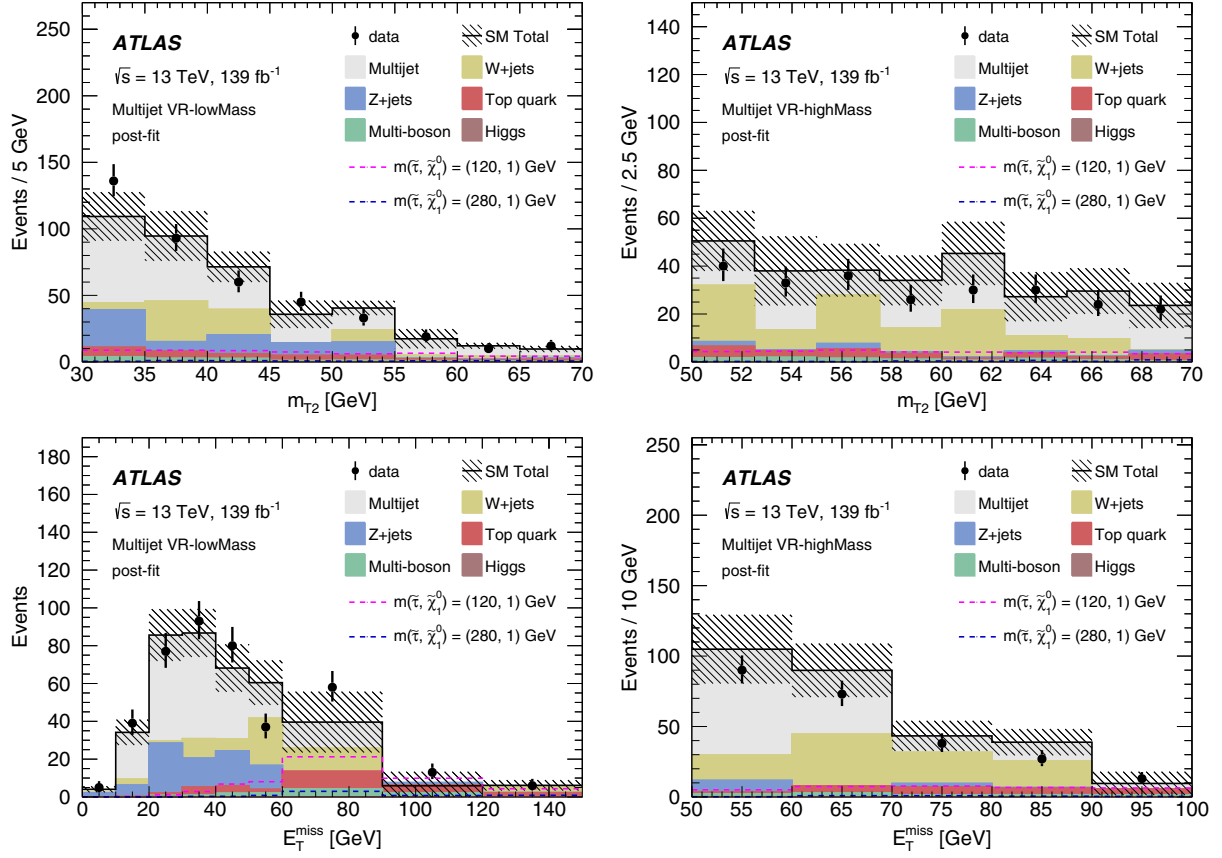 ATLAS
√s = 13 TeV, 139 fb⁻¹
Multijet VR-lowMass
post-fit
data
SM Total
Multijet
W+jets
Z+jets
Top quark
Multi-boson
Higgs
m(τ̃, χ̃₁⁰) = (120, 1) GeV
m(τ̃, χ̃₁⁰) = (280, 1) GeV
Events / 5 GeV
250
200
150
100
50
0
30 35 40 45 50 55 60 65 70
m_T2 [GeV]
ATLAS
√s = 13 TeV, 139 fb⁻¹
Multijet VR-highMass
post-fit
data
SM Total
Multijet
W+jets
Z+jets
Top quark
Multi-boson
Higgs
m(τ̃, χ̃₁⁰) = (120, 1) GeV
m(τ̃, χ̃₁⁰) = (280, 1) GeV
Events / 2.5 GeV
140
120
100
80
60
40
20
0
50 52 54 56 58 60 62 64 66 68 70
m_T2 [GeV]
ATLAS
√s = 13 TeV, 139 fb⁻¹
Multijet VR-lowMass
post-fit
data
SM Total
Multijet
W+jets
Z+jets
Top quark
Multi-boson
Higgs
m(τ̃, χ̃₁⁰) = (120, 1) GeV
m(τ̃, χ̃₁⁰) = (280, 1) GeV
Events
180
160
140
120
100
80
60
40
20
0
0 20 40 60 80 100 120 140
E_T^miss [GeV]
ATLAS
√s = 13 TeV, 139 fb⁻¹
Multijet VR-highMass
post-fit
data
SM Total
Multijet
W+jets
Z+jets
Top quark
Multi-boson
Higgs
m(τ̃, χ̃₁⁰) = (120, 1) GeV
m(τ̃, χ̃₁⁰) = (280, 1) GeV
Events / 10 GeV
250
200
150
100
50
0
50 55 60 65 70 75 80 85 90 95 100
E_T^miss [GeV]